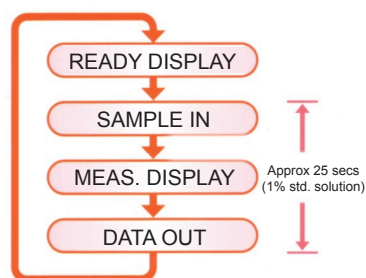 READY DISPLAY
SAMPLE IN
MEAS. DISPLAY
Approx 25 secs
(1% std. solution)
DATA OUT